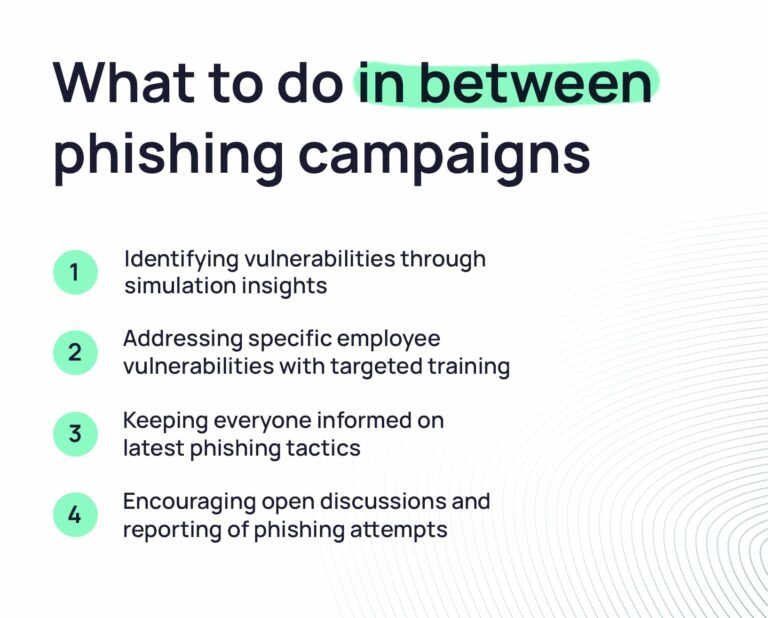 What to do in between
phishing campaigns
1
Identifying vulnerabilities through
simulation insights
2
Addressing specific employee
vulnerabilities with targeted training
3
Keeping everyone informed on
latest phishing tactics
4
Encouraging open discussions and
reporting of phishing attempts